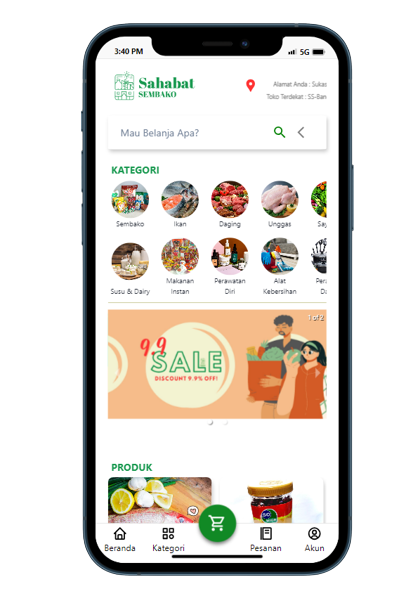 3:40 PM
5G
Sahabat
SEMBAKO
Alamat Anda : Sukas
Toko Terdekat : SS-Ban
Mau Belanja Apa?
KATEGORI
Sembako
Ikan
Daging
Unggas
Say
Susu & Dairy
Makanan
Instan
Perawatan
Diri
Alat
Kebersihan
Pera
Da
1 of 2
9.9
SALE
DISCOUNT 9.9% OFF!
PRODUK
Beranda
Kategori
Pesanan
Akun